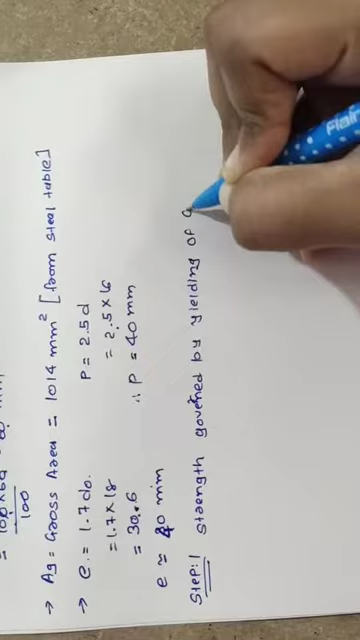 100
→ Ag = Gross Area = 1014 mm² [from steel table]
→ e = 1.7 do. P = 2.5 d
= 1.7 × 18 = 2.5 × 16
= 30.6 ∴ P = 40 mm
e ≈ 40 mm
Step:1 strength governed by yielding of
Flair